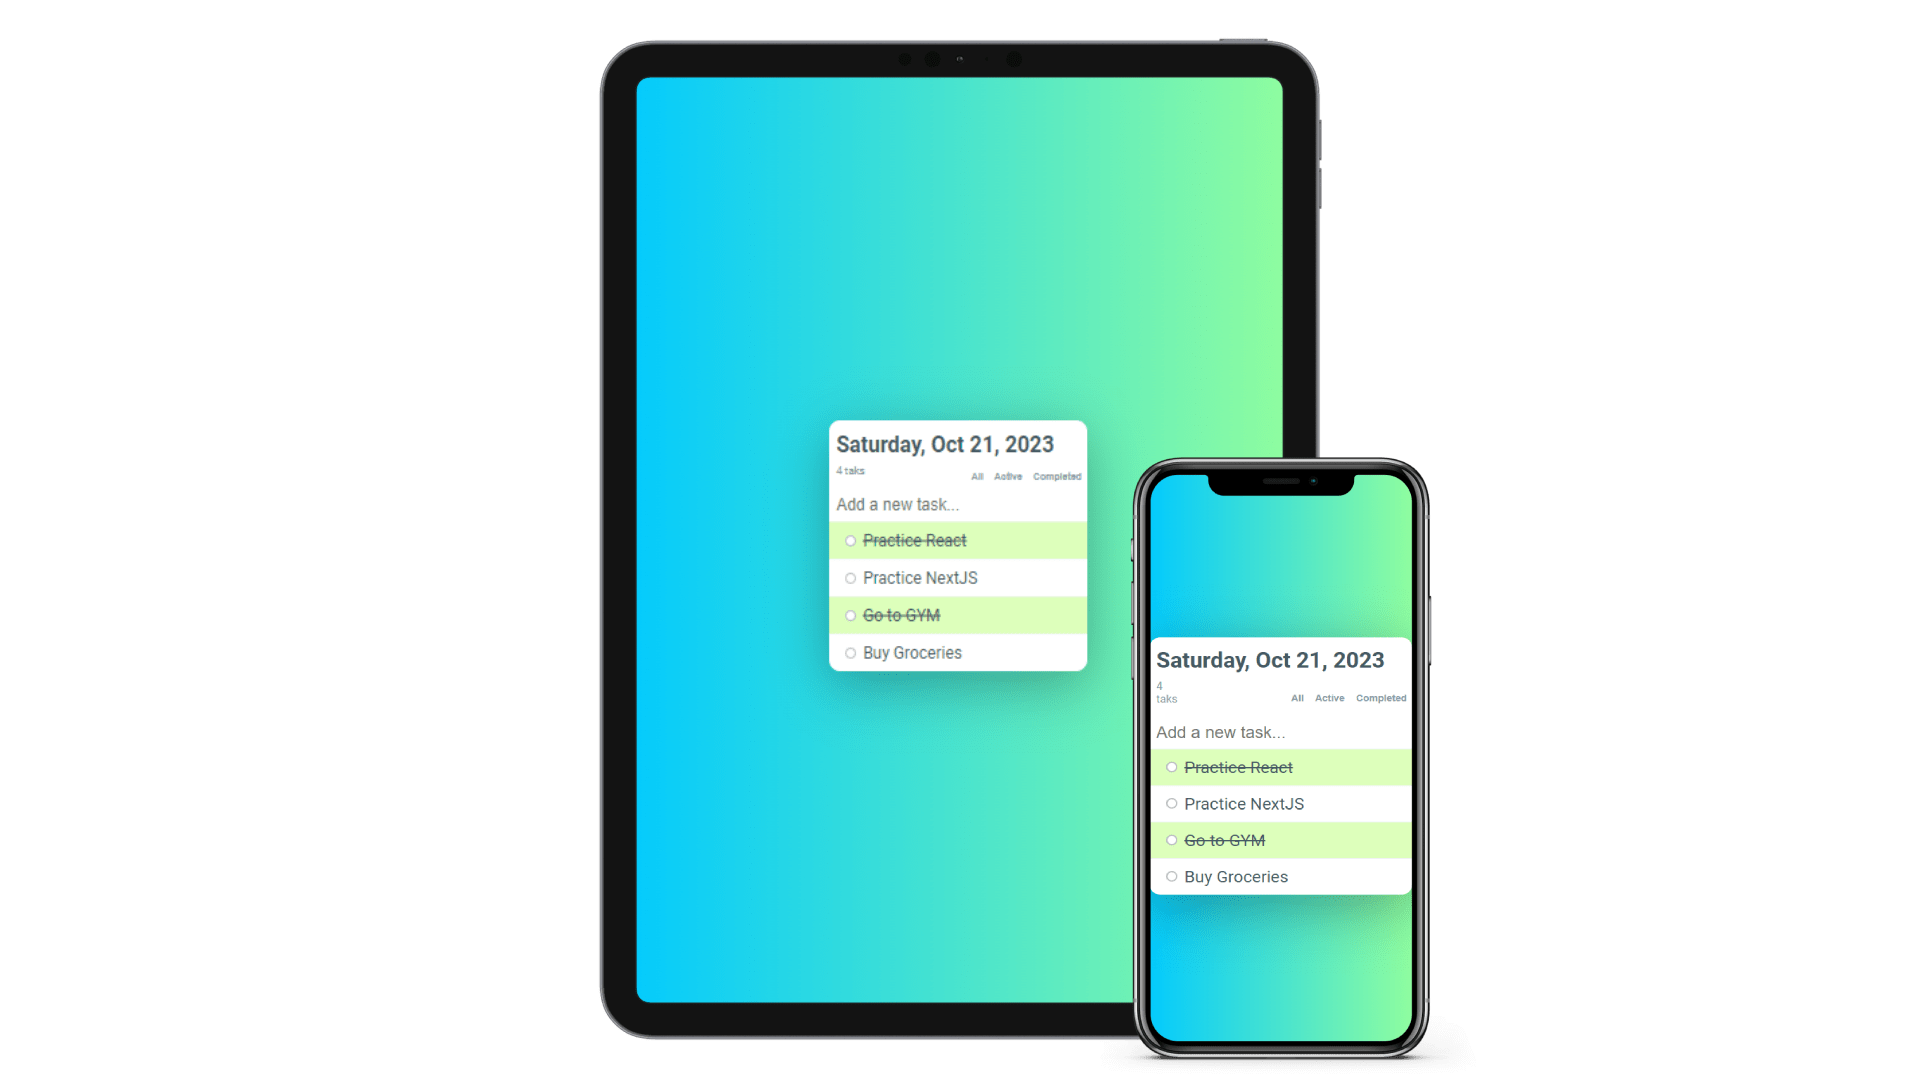 Saturday, Oct 21, 2023
4 taks
All Active Completed
Add a new task...
Practice React
Practice NextJS
Go to GYM
Buy Groceries
Saturday, Oct 21, 2023
4
taks
All Active Completed
Add a new task...
Practice React
Practice NextJS
Go to GYM
Buy Groceries